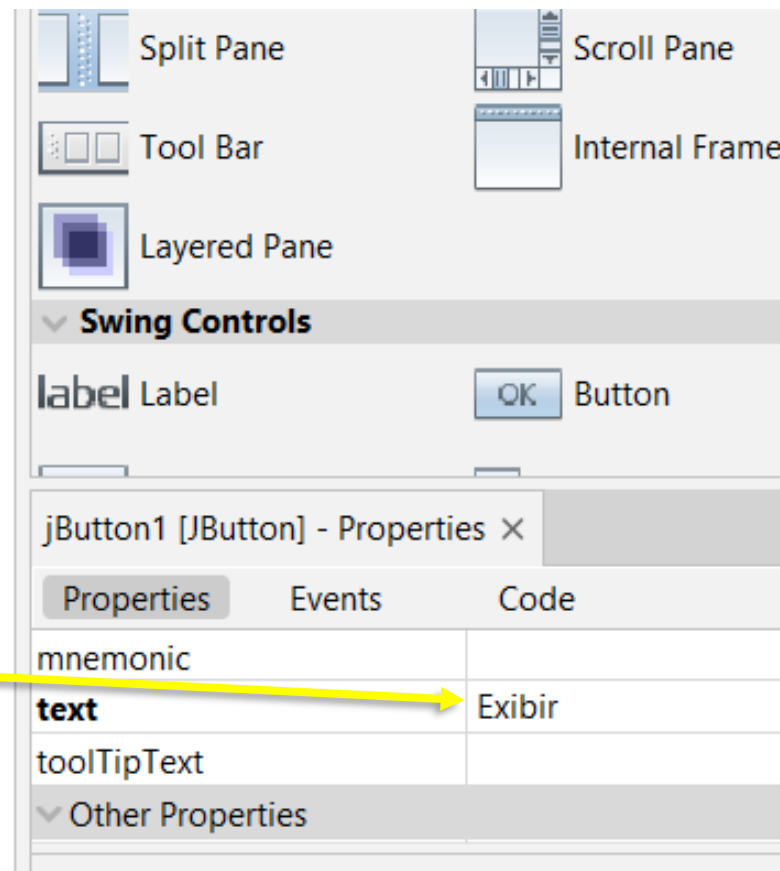 Split Pane Scroll Pane
Tool Bar Internal Frame
Layered Pane
Swing Controls
label Label OK Button
jButton1 [JButton] - Properties ×
Properties Events Code
mnemonic
text Exibir
toolTipText
Other Properties